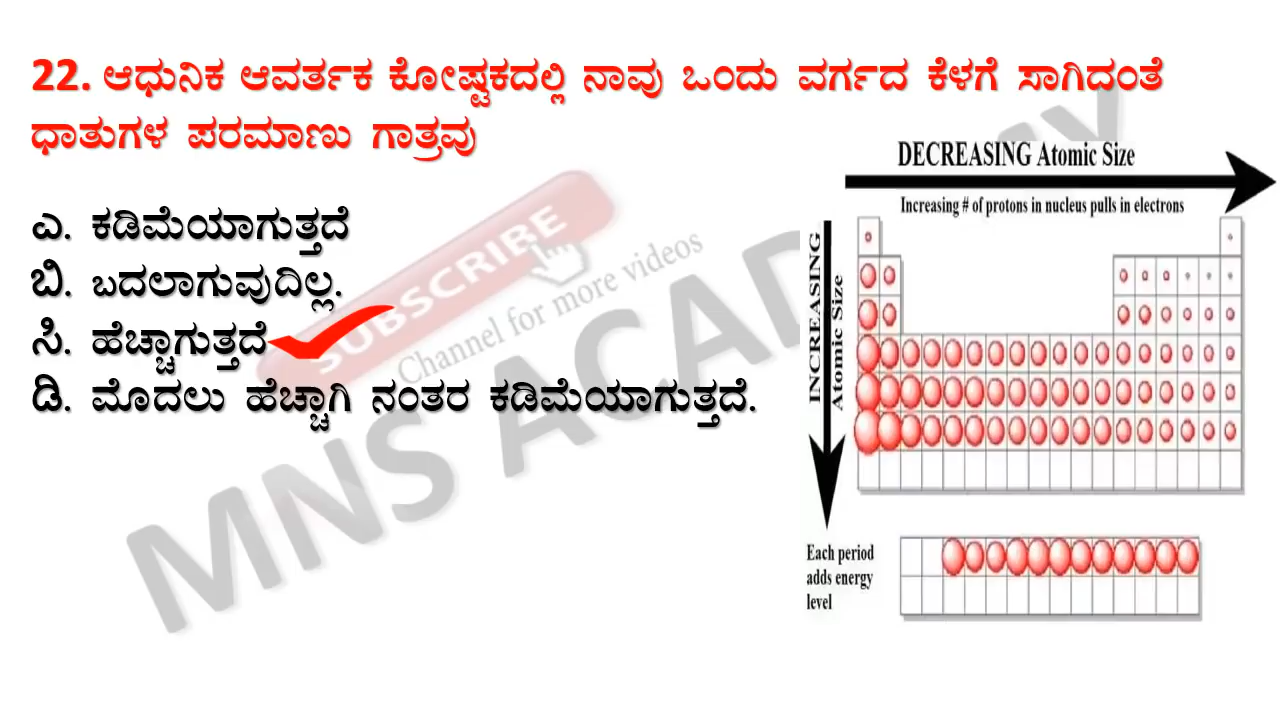 22. ಆಧುನಿಕ ಆವರ್ತಕ ಕೋಷ್ಟಕದಲ್ಲಿ ನಾವು ಒಂದು ವರ್ಗದ ಕೆಳಗೆ ಸಾಗಿದಂತೆ
ಧಾತುಗಳ ಪರಮಾಣು ಗಾತ್ರವು
ಎ. ಕಡಿಮೆಯಾಗುತ್ತದೆ
ಬಿ. ಬದಲಾಗುವುದಿಲ್ಲ.
ಸಿ. ಹೆಚ್ಚಾಗುತ್ತದೆ
ಡಿ. ಮೊದಲು ಹೆಚ್ಚಾಗಿ ನಂತರ ಕಡಿಮೆಯಾಗುತ್ತದೆ.
DECREASING Atomic Size
Increasing # of protons in nucleus pulls in electrons
INCREASING
Atomic Size
Each period
adds energy
level
SUBSCRIBE
Channel for more videos
MNS ACAD